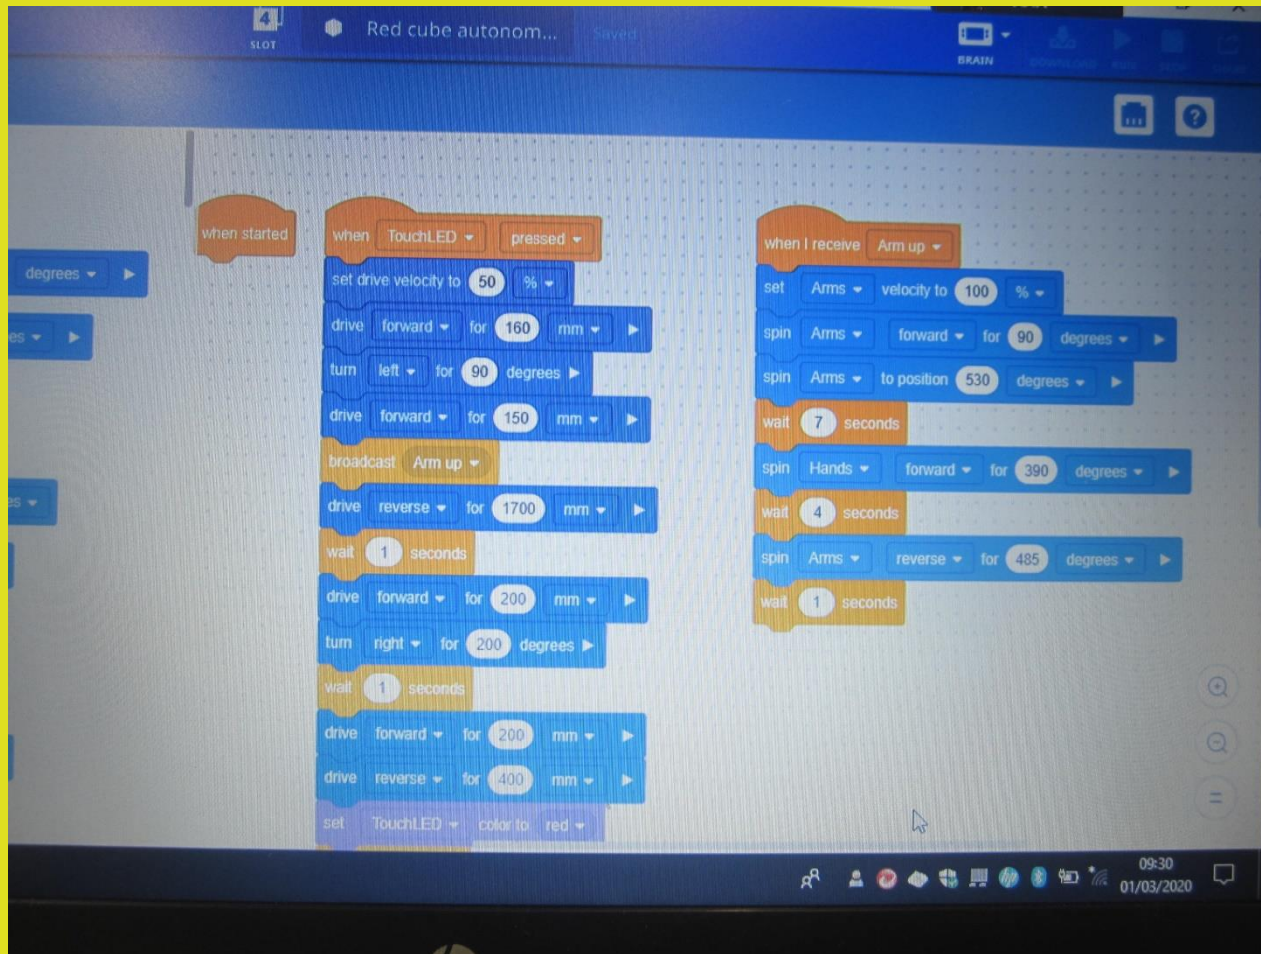 4
SLOT
Red cube autonom...
Saved
BRAIN
DOWNLOAD
?
degrees
when started
when TouchLED pressed
set drive velocity to 50 %
drive forward for 160 mm
turn left for 90 degrees
drive forward for 150 mm
broadcast Arm up
drive reverse for 1700 mm
wait 1 seconds
drive forward for 200 mm
turn right for 200 degrees
wait 1 seconds
drive forward for 200 mm
drive reverse for 400 mm
set TouchLED color to red
when I receive Arm up
set Arms velocity to 100 %
spin Arms forward for 90 degrees
spin Arms to position 530 degrees
wait 7 seconds
spin Hands forward for 390 degrees
wait 4 seconds
spin Arms reverse for 485 degrees
wait 1 seconds
hp
09:30
01/03/2020